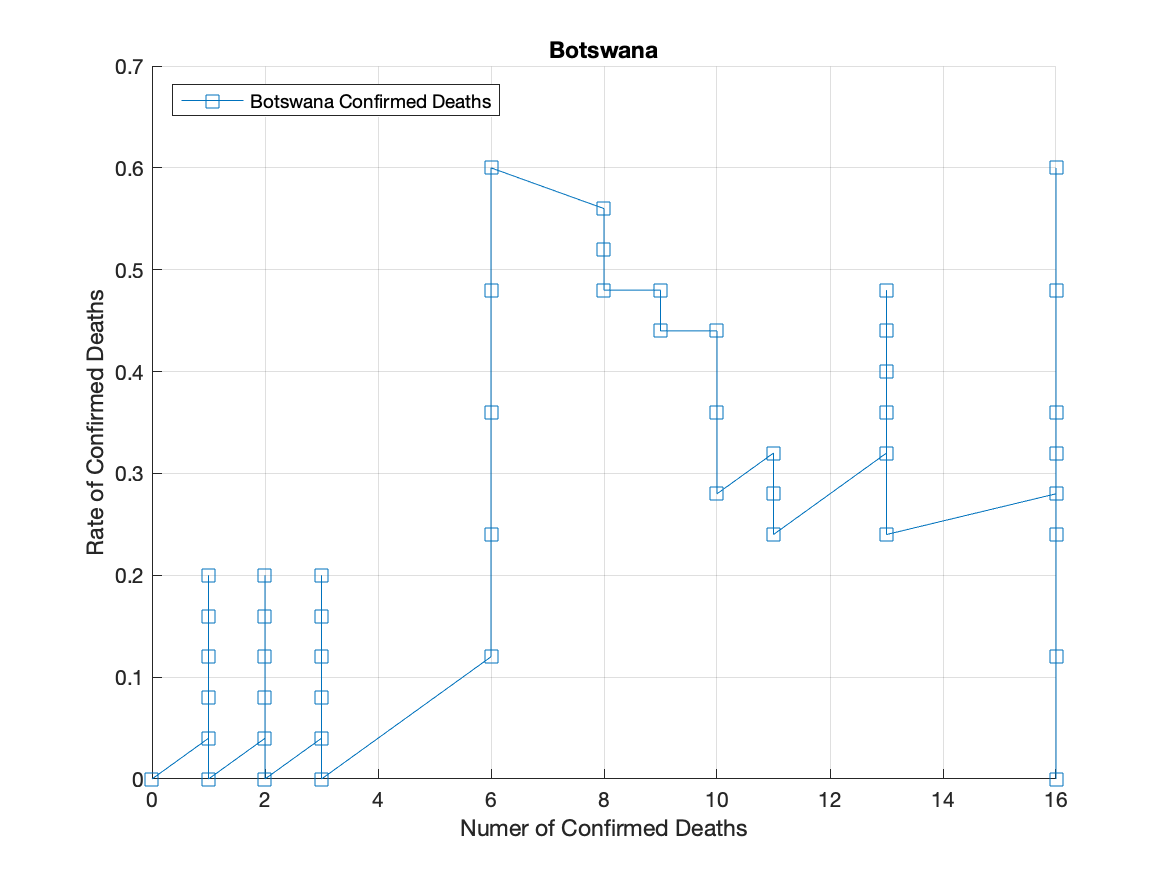 Botswana
Botswana Confirmed Deaths
0.7
0.6
0.5
0.4
0.3
0.2
0.1
0
Rate of Confirmed Deaths
0 2 4 6 8 10 12 14 16
Numer of Confirmed Deaths